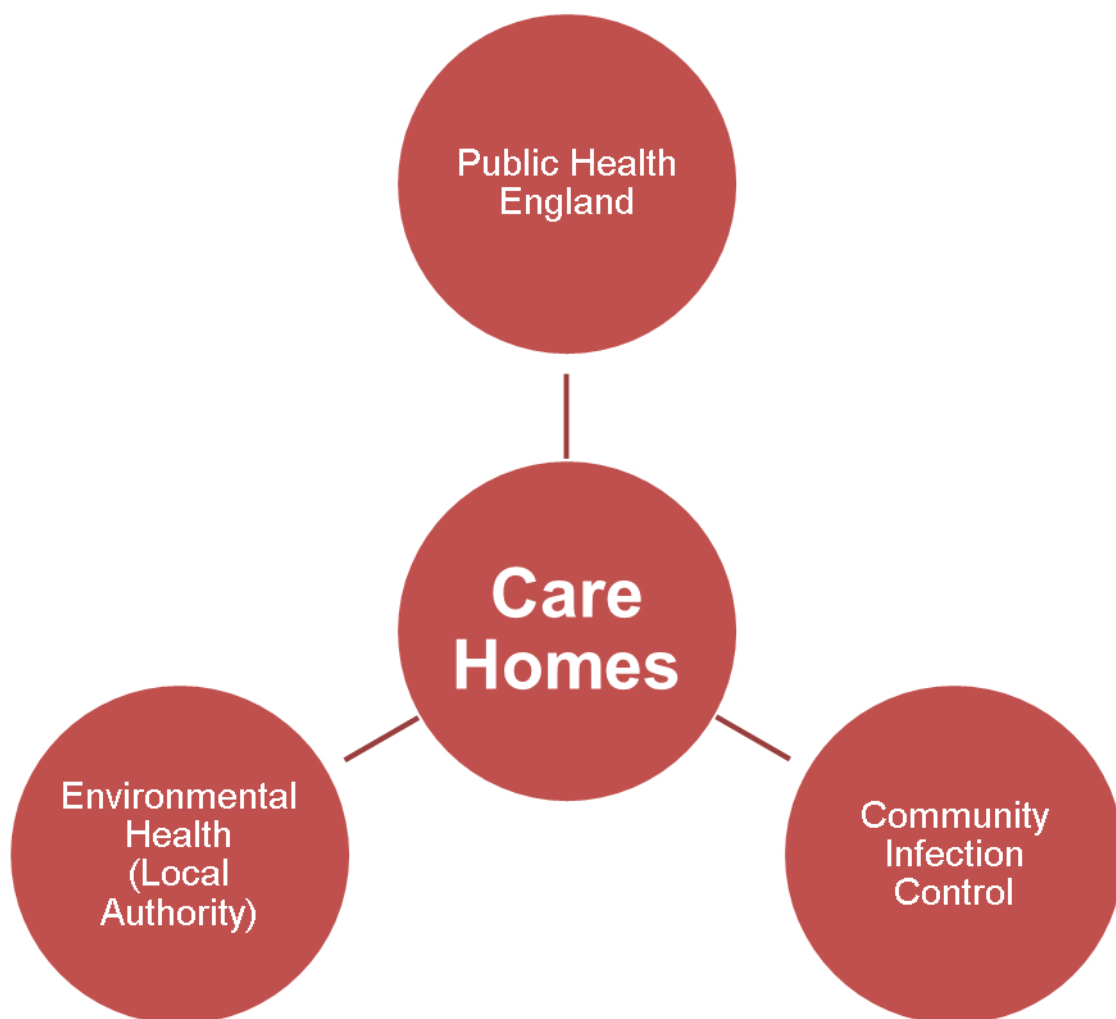 Public Health
England
Care
Homes
Environmental
Health
(Local
Authority)
Community
Infection
Control